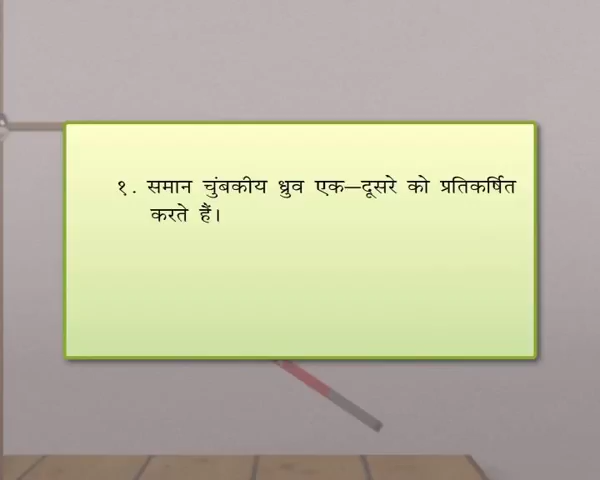 १. समान चुंबकीय ध्रुव एक—दूसरे को प्रतिकर्षित
करते हैं।